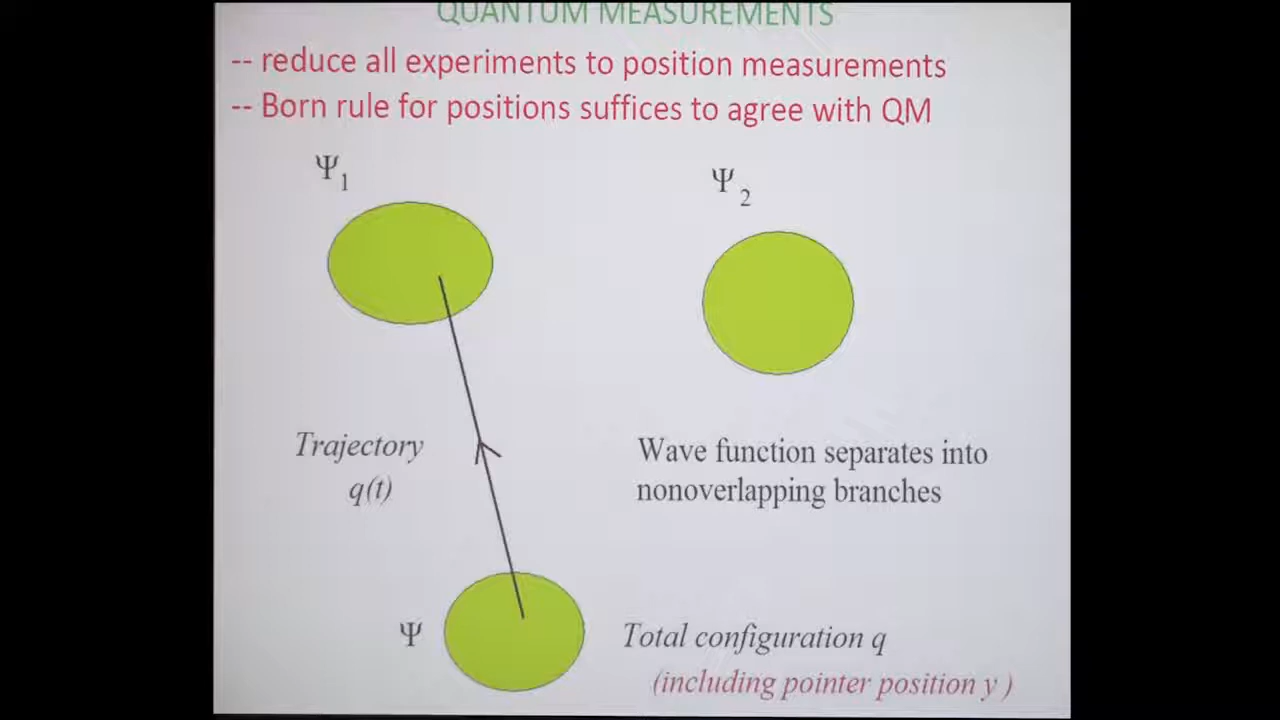 QUANTUM MEASUREMENTS
-- reduce all experiments to position measurements
-- Born rule for positions suffices to agree with QM
Ψ1
Ψ2
Trajectory
q(t)
Wave function separates into
nonoverlapping branches
Ψ
Total configuration q
(including pointer position y )